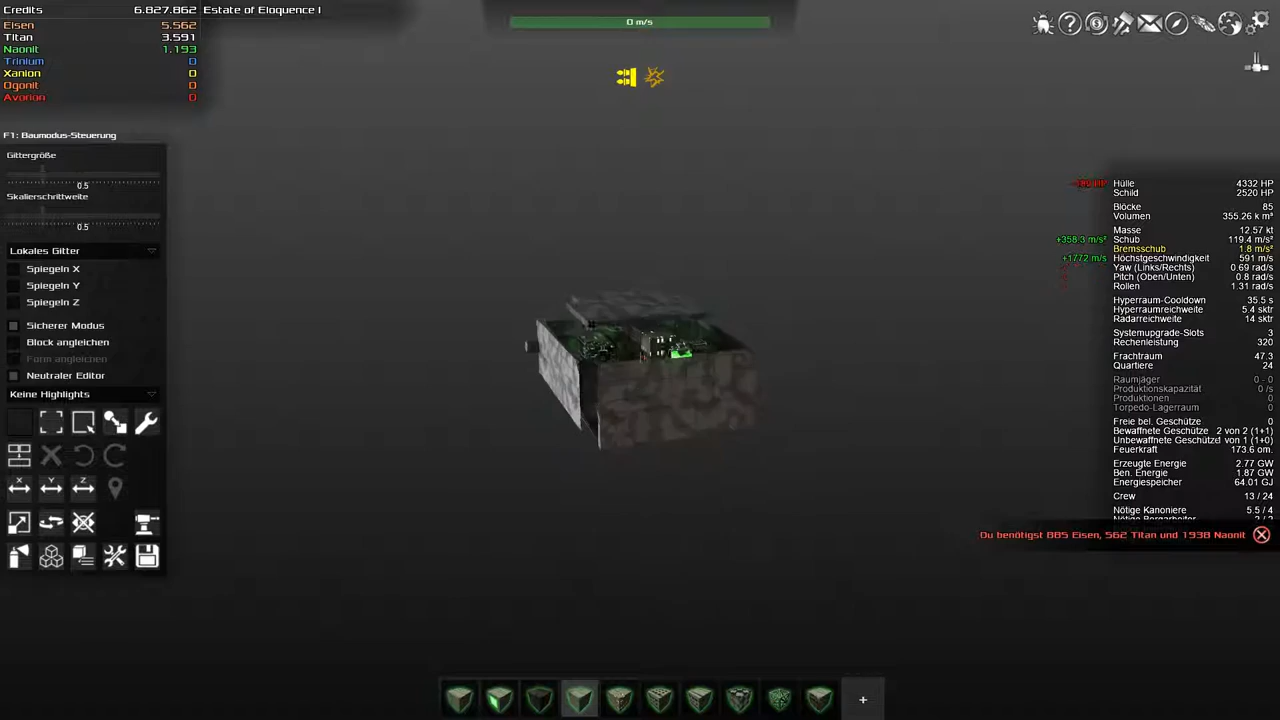 Credits 6.827.862 Estate of Eloquence I
Eisen 5.562
Titan 3.591
Naonit 1.193
Trinium 0
Xanion 0
Ogonit 0
Avorion 0
0 m/s
F1: Baumodus-Steuerung
Gittergröße
0.5
Skalierschrittweite
0.5
Lokales Gitter
Spiegeln X
Spiegeln Y
Spiegeln Z
Sicherer Modus
Block angleichen
Form angleichen
Neutraler Editor
Keine Highlights
X Y Z
Hülle 4332 HP
Schild 2520 HP
Blöcke 85
Volumen 355.26 k m³
Masse 12.57 kt
+358.3 m/s² Schub 119.4 m/s²
Bremsschub 1.8 m/s²
+1772 m/s Höchstgeschwindigkeit 591 m/s
Yaw (Links/Rechts) 0.69 rad/s
Pitch (Oben/Unten) 0.8 rad/s
Rollen 1.31 rad/s
Hyperraum-Cooldown 35.5 s
Hyperraumreichweite 5.4 sktr
Radarreichweite 14 sktr
Systemupgrade-Slots 3
Rechenleistung 320
Frachtraum 47.3
Quartiere 24
Raumjäger 0 - 0
Produktionskapazität 0 /s
Produktionen 0
Torpedo-Lagerraum 0
Freie bel. Geschütze 0
Bewaffnete Geschütze 2 von 2 (1+1)
Unbewaffnete Geschütze von 1 (1+0)
Feuerkraft 173.6 om.
Erzeugte Energie 2.77 GW
Ben. Energie 1.87 GW
Energiespeicher 64.01 GJ
Crew 13 / 24
Nötige Kanoniere 5.5 / 4
Du benötigst 885 Eisen, 562 Titan und 1938 Naonit
+